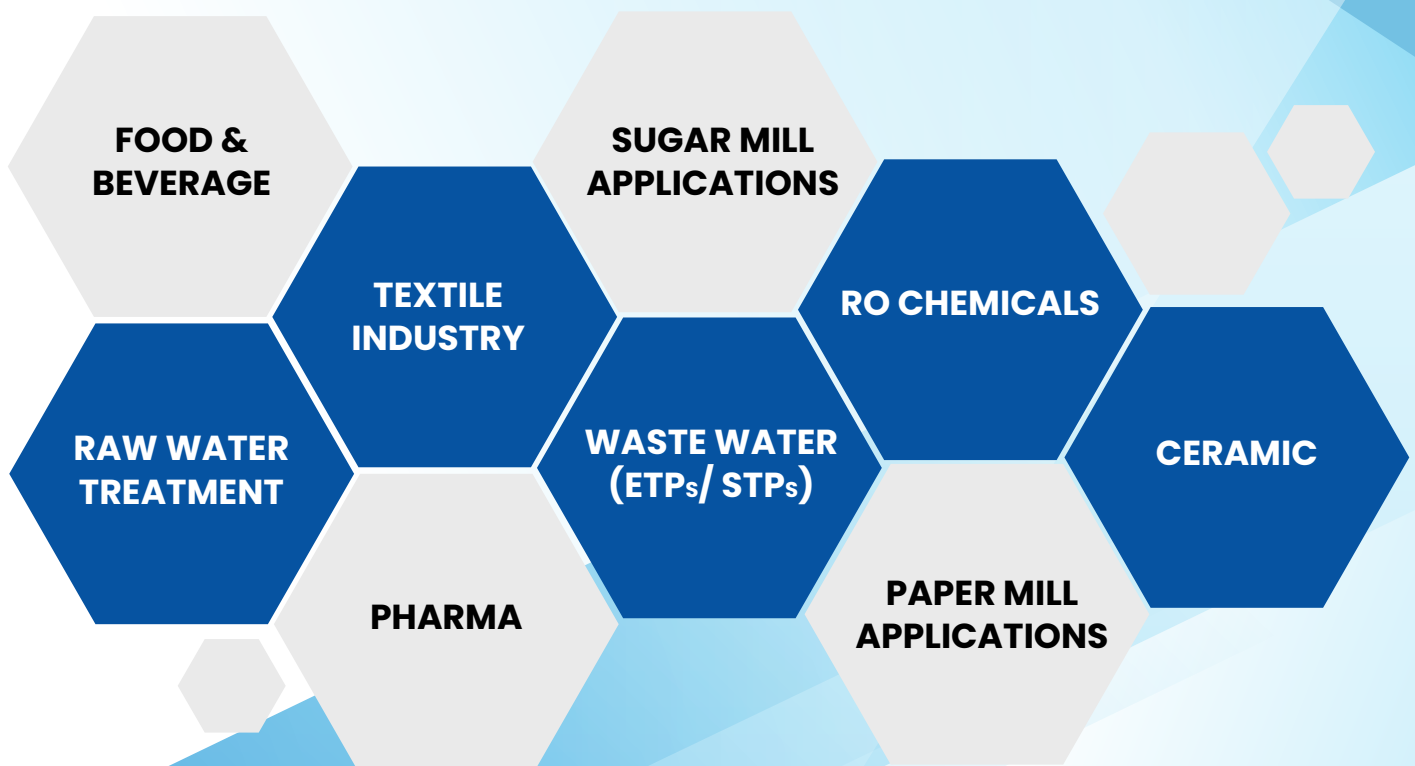 FOOD &
BEVERAGE
SUGAR MILL
APPLICATIONS
TEXTILE
INDUSTRY
RO CHEMICALS
RAW WATER
TREATMENT
WASTE WATER
(ETPs/ STPs)
CERAMIC
PHARMA
PAPER MILL
APPLICATIONS